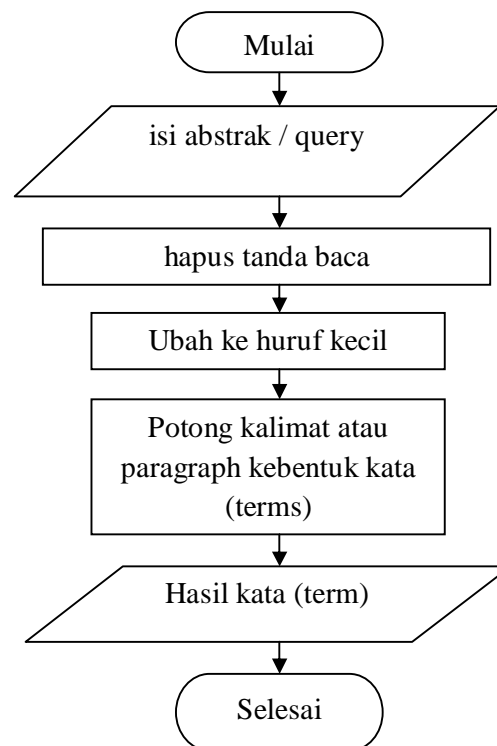 Mulai
isi abstrak / query
hapus tanda baca
Ubah ke huruf kecil
Potong kalimat atau
paragraph kebentuk kata
(terms)
Hasil kata (term)
Selesai